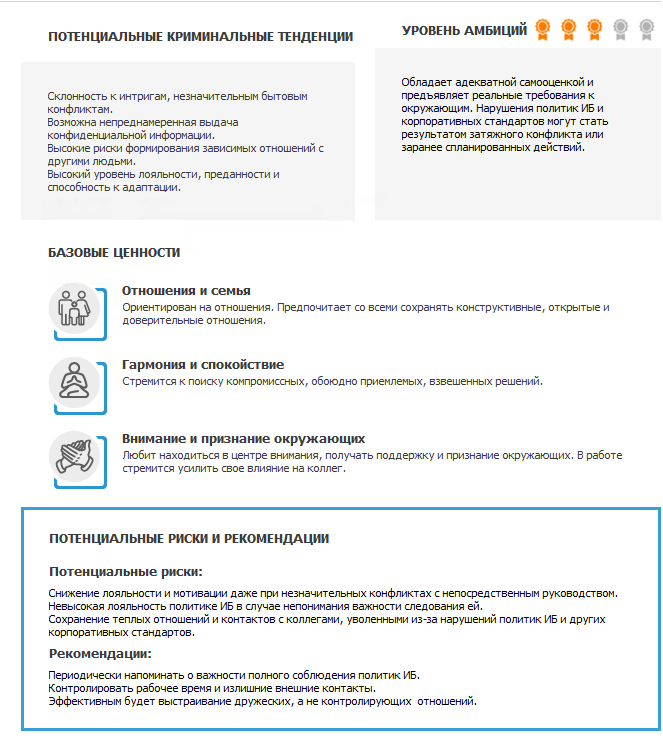 ПОТЕНЦИАЛЬНЫЕ КРИМИНАЛЬНЫЕ ТЕНДЕНЦИИ
Склонность к интригам, незначительным бытовым
конфликтам.
Возможна непреднамеренная выдача
конфиденциальной информации.
Высокие риски формирования зависимых отношений с
другими людьми.
Высокий уровень лояльности, преданности и
способность к адаптации.
УРОВЕНЬ АМБИЦИЙ
Обладает адекватной самооценкой и
предъявляет реальные требования к
окружающим. Нарушения политик ИБ и
корпоративных стандартов могут стать
результатом затяжного конфликта или
заранее спланированных действий.
БАЗОВЫЕ ЦЕННОСТИ
Отношения и семья
Ориентирован на отношения. Предпочитает со всеми сохранять конструктивные, открытые и
доверительные отношения.
Гармония и спокойствие
Стремится к поиску компромиссных, обоюдно приемлемых, взвешенных решений.
Внимание и признание окружающих
Любит находиться в центре внимания, получать поддержку и признание окружающих. В работе
стремится усилить свое влияние на коллег.
ПОТЕНЦИАЛЬНЫЕ РИСКИ И РЕКОМЕНДАЦИИ
Потенциальные риски:
Снижение лояльности и мотивации даже при незначительных конфликтах с непосредственным руководством.
Невысокая лояльность политике ИБ в случае непонимания важности следования ей.
Сохранение теплых отношений и контактов с коллегами, уволенными из-за нарушений политик ИБ и других
корпоративных стандартов.
Рекомендации:
Периодически напоминать о важности полного соблюдения политик ИБ.
Контролировать рабочее время и излишние внешние контакты.
Эффективным будет выстраивание дружеских, а не контролирующих отношений.